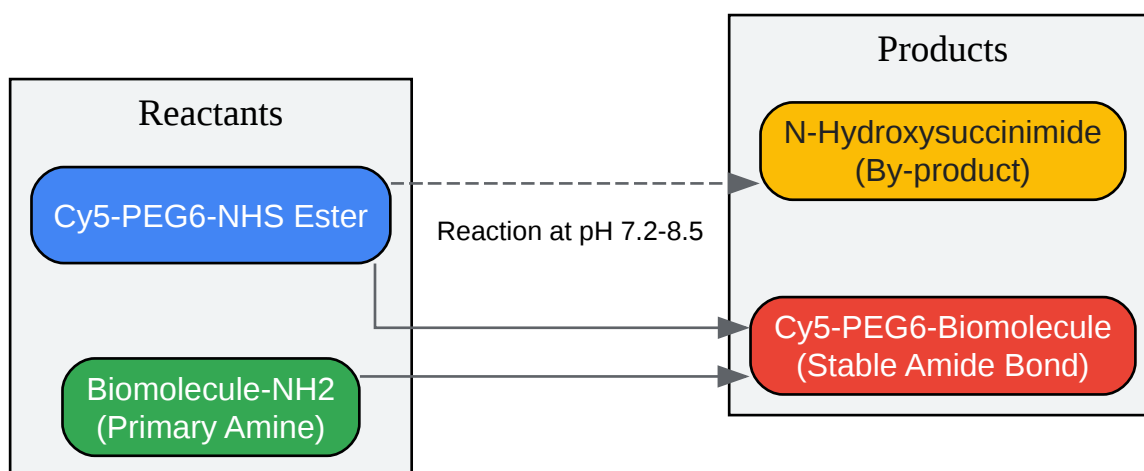 Reactants
Cy5-PEG6-NHS Ester
Biomolecule-NH2
(Primary Amine)
Reaction at pH 7.2-8.5
Products
N-Hydroxysuccinimide
(By-product)
Cy5-PEG6-Biomolecule
(Stable Amide Bond)